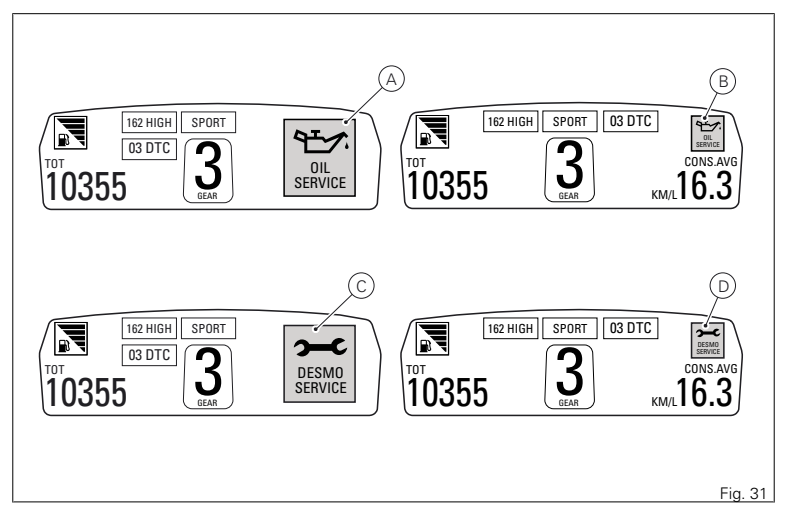 A
162 HIGH SPORT
03 DTC
TOT
10355
3
GEAR
OIL
SERVICE
B
162 HIGH SPORT 03 DTC
OIL
SERVICE
TOT
10355
3
GEAR
CONS.AVG
KM/L 16.3
C
162 HIGH SPORT
03 DTC
TOT
10355
3
GEAR
DESMO
SERVICE
D
162 HIGH SPORT 03 DTC
DESMO
SERVICE
TOT
10355
3
GEAR
CONS.AVG
KM/L 16.3
Fig. 31